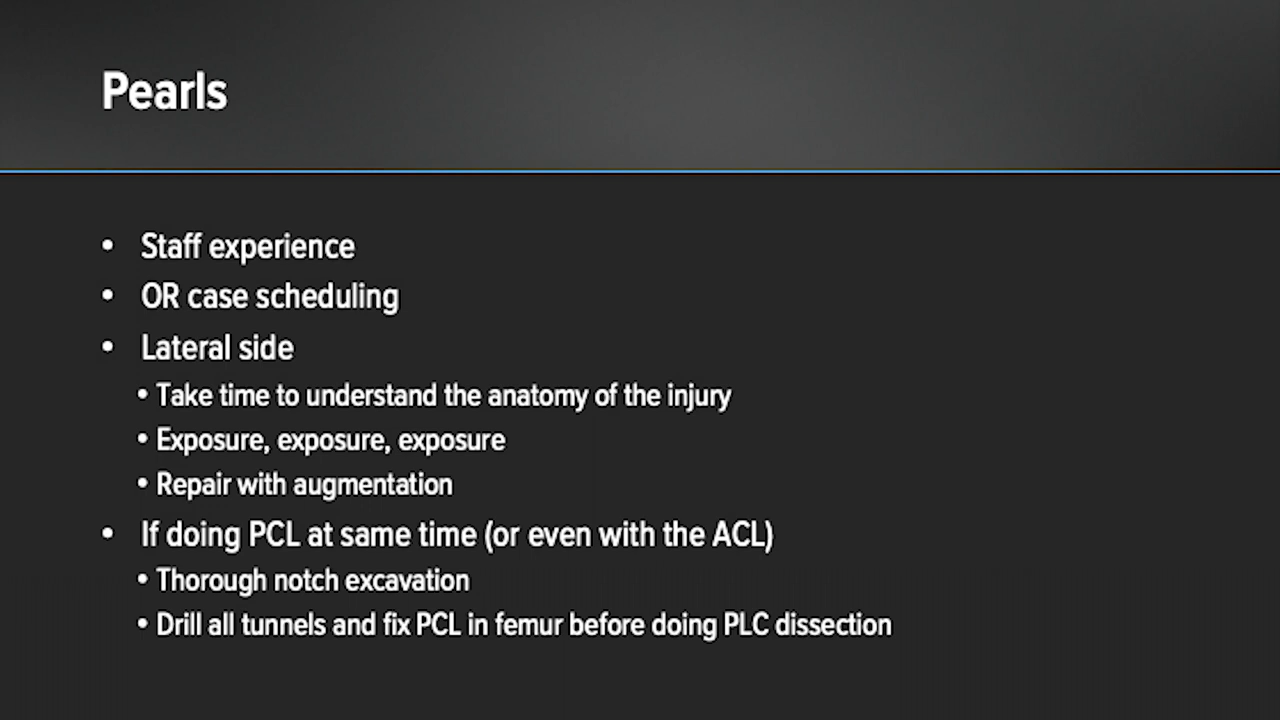 Pearls
• Staff experience
• OR case scheduling
• Lateral side
• Take time to understand the anatomy of the injury
• Exposure, exposure, exposure
• Repair with augmentation
• If doing PCL at same time (or even with the ACL)
• Thorough notch excavation
• Drill all tunnels and fix PCL in femur before doing PLC dissection